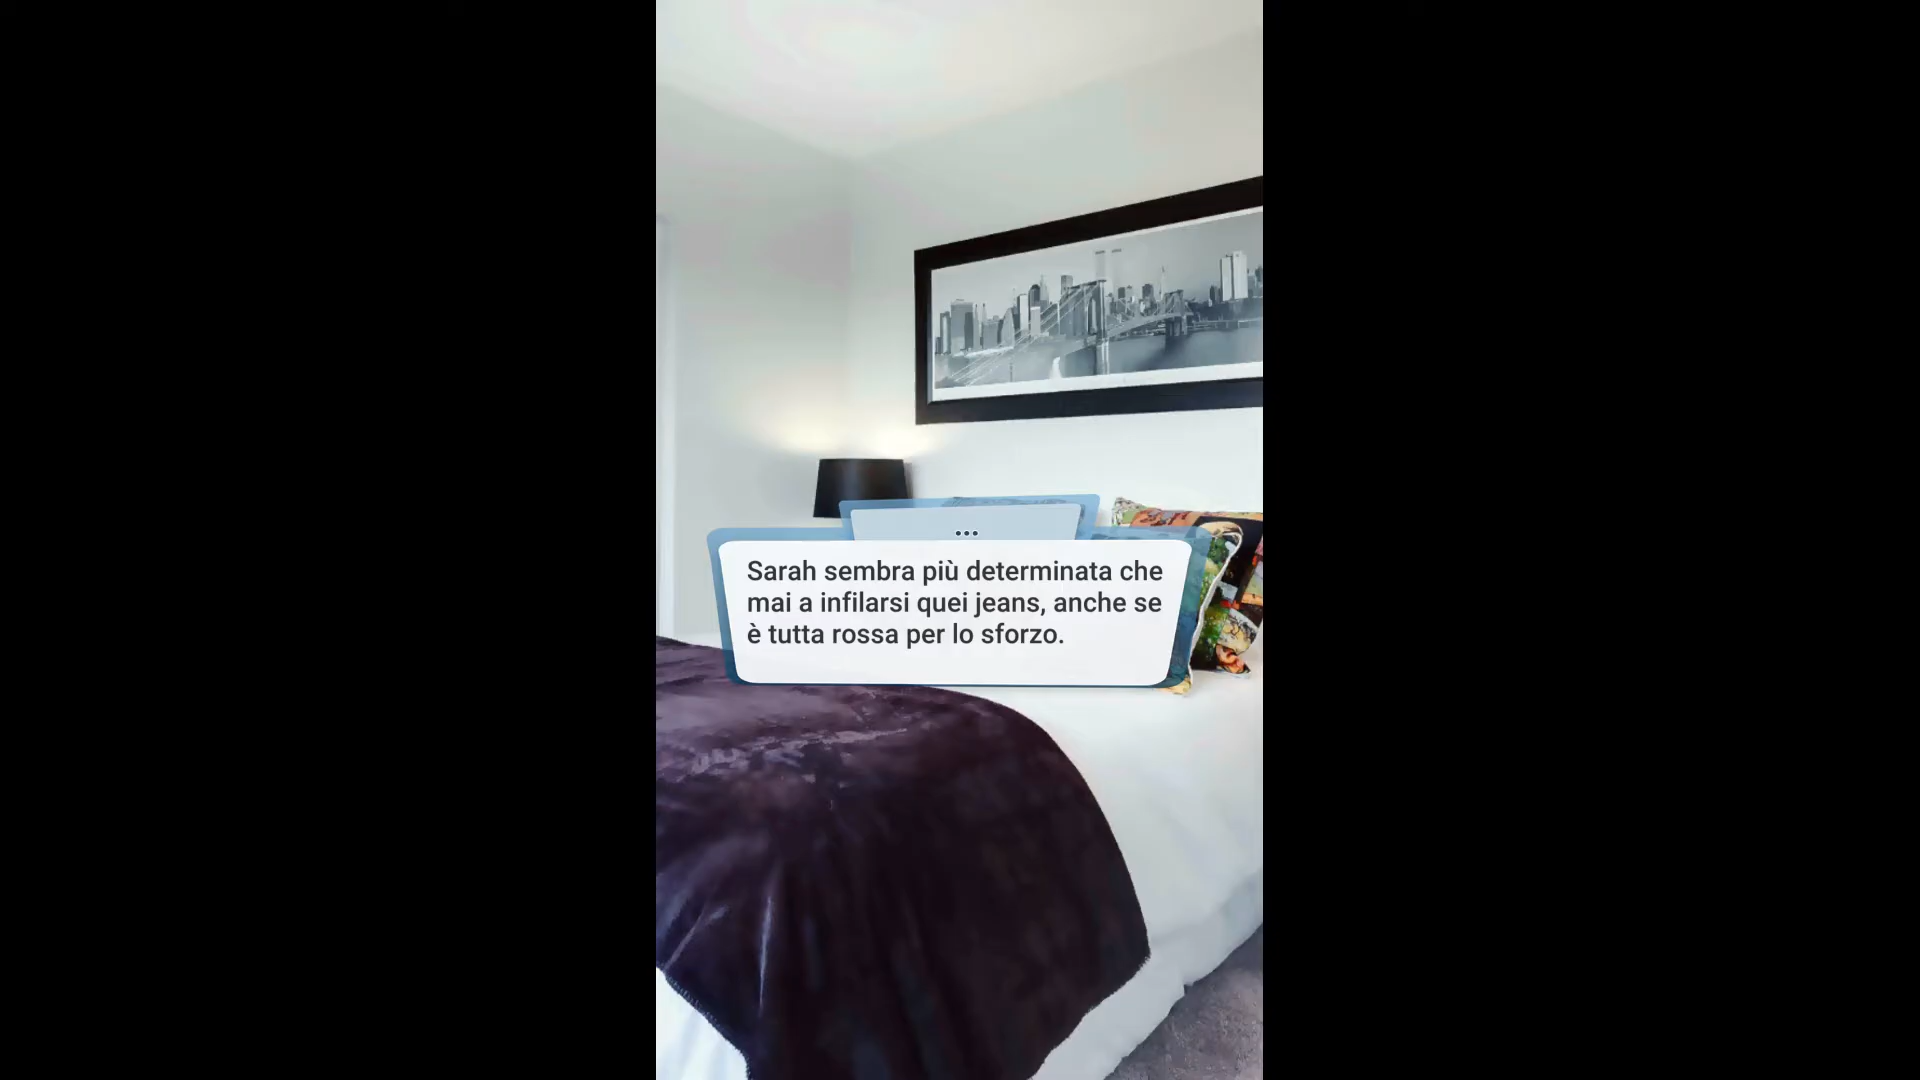 ...
Sarah sembra più determinata che
mai a infilarsi quei jeans, anche se
è tutta rossa per lo sforzo.